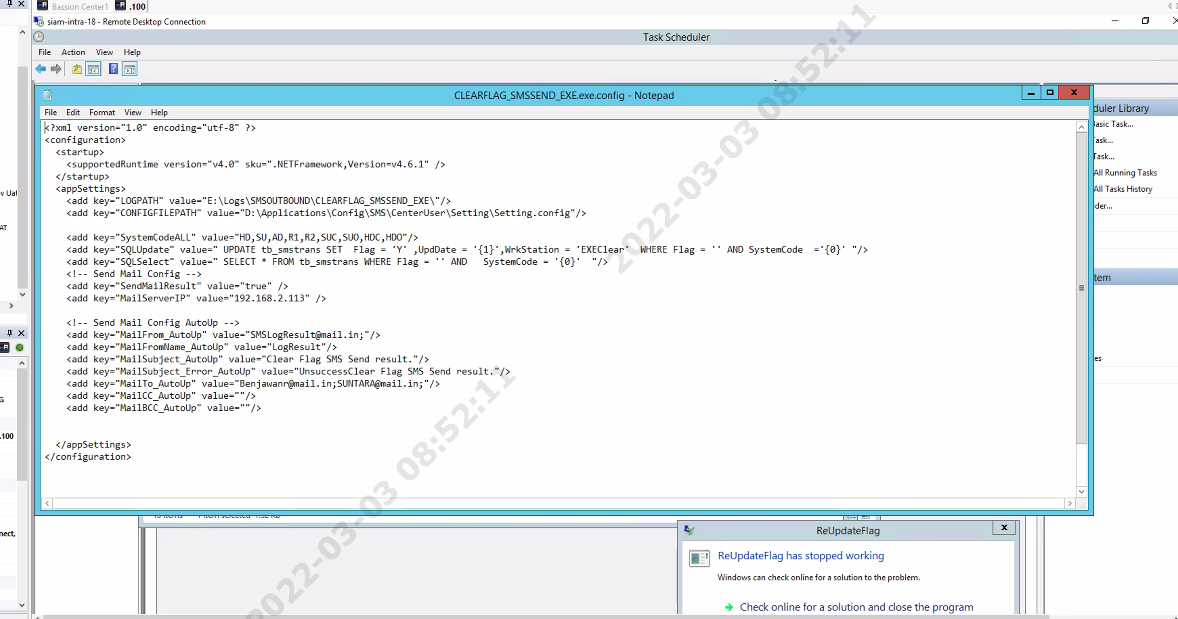 Bassion Center1 .100
siam-intra-18 - Remote Desktop Connection
Task Scheduler
File Action View Help
CLEARFLAG_SMSSEND_EXE.exe.config - Notepad
File Edit Format View Help
<?xml version="1.0" encoding="utf-8" ?>
<configuration>
<startup>
<supportedRuntime version="v4.0" sku=".NETFramework,Version=v4.6.1" />
</startup>
<appSettings>
<add key="LOGPATH" value="E:\Logs\SMSOUTBOUND\CLEARFLAG_SMSSEND_EXE\"/>
<add key="CONFIGFILEPATH" value="D:\Applications\Config\SMS\CenterUser\Setting\Setting.config"/>
<add key="SystemCodeALL" value="HD,SU,AD,R1,R2,SUC,SUO,HDC,HDO"/>
<add key="SQLUpdate" value=" UPDATE tb_smstrans SET Flag = 'Y' ,UpdDate = '{1}',WrkStation = 'EXEClear' WHERE Flag = '' AND SystemCode ='{0}' "/>
<add key="SQLSelect" value=" SELECT * FROM tb_smstrans WHERE Flag = '' AND SystemCode = '{0}' "/>
<!-- Send Mail Config -->
<add key="SendMailResult" value="true" />
<add key="MailServerIP" value="192.168.2.113" />
<!-- Send Mail Config AutoUp -->
<add key="MailFrom_AutoUp" value="SMSLogResult@mail.in;"/>
<add key="MailFromName_AutoUp" value="LogResult"/>
<add key="MailSubject_AutoUp" value="Clear Flag SMS Send result."/>
<add key="MailSubject_Error_AutoUp" value="UnsuccessClear Flag SMS Send result."/>
<add key="MailTo_AutoUp" value="Benjawanr@mail.in;SUNTARA@mail.in;"/>
<add key="MailCC_AutoUp" value=""/>
<add key="MailBCC_AutoUp" value=""/>
</appSettings>
</configuration>
duler Library
asic Task...
ask...
Task...
All Running Tasks
All Tasks History
lder...
tem
es
v Uat
AT
G
.100
nect,
ReUpdateFlag
ReUpdateFlag has stopped working
Windows can check online for a solution to the problem.
Check online for a solution and close the program
2022-03-03 08:52:11
2022-03-03 08:52:11